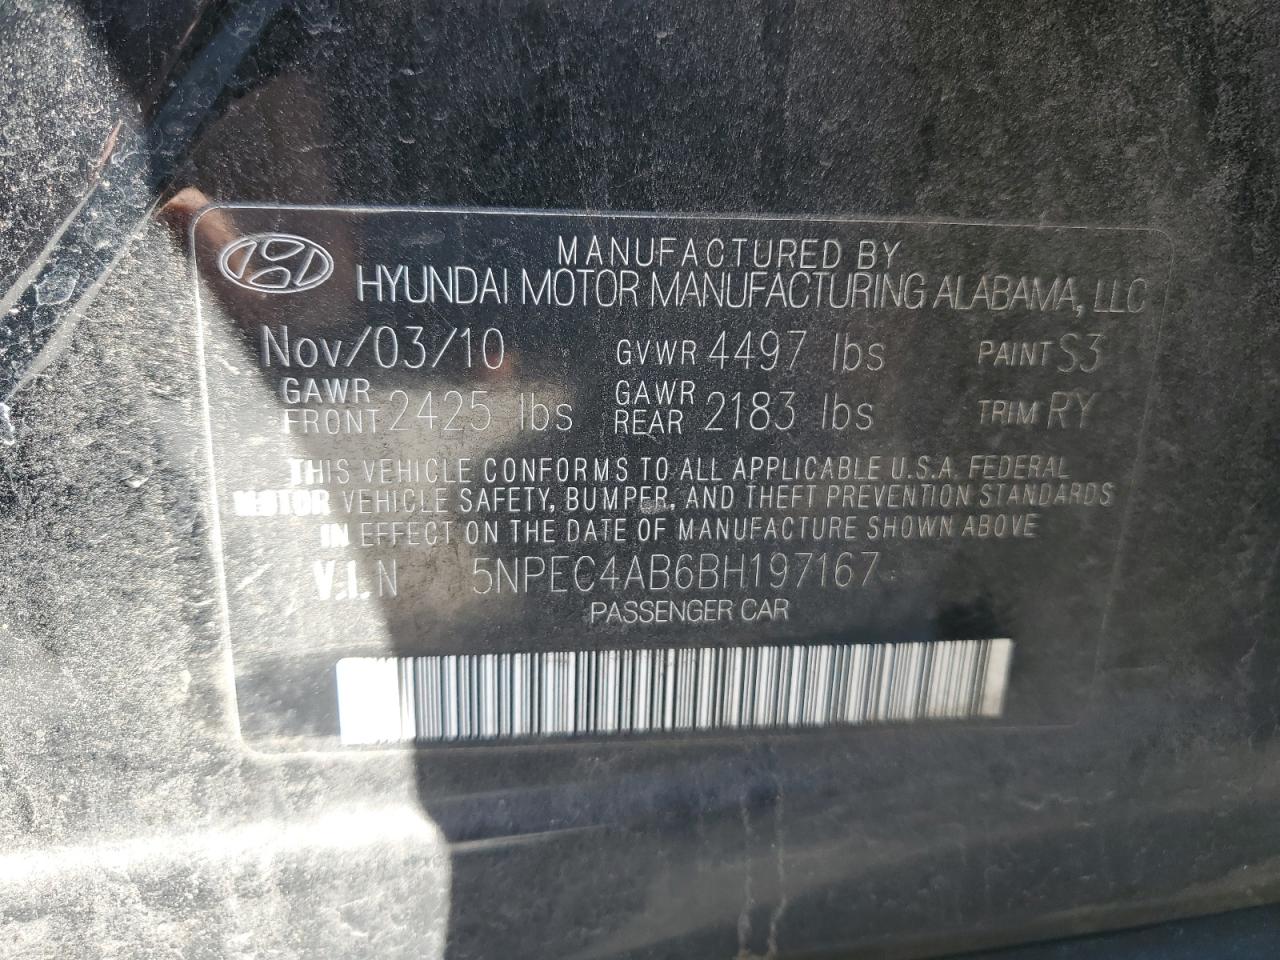 MANUFACTURED BY
HYUNDAI MOTOR MANUFACTURING ALABAMA, LLC
Nov/03/10 GVWR 4497 lbs PAINT S3
GAWR FRONT 2425 lbs GAWR REAR 2183 lbs TRIM RY
THIS VEHICLE CONFORMS TO ALL APPLICABLE U.S.A. FEDERAL
MOTOR VEHICLE SAFETY, BUMPER, AND THEFT PREVENTION STANDARDS
IN EFFECT ON THE DATE OF MANUFACTURE SHOWN ABOVE
V.I.N 5NPEC4AB6BH197167
PASSENGER CAR